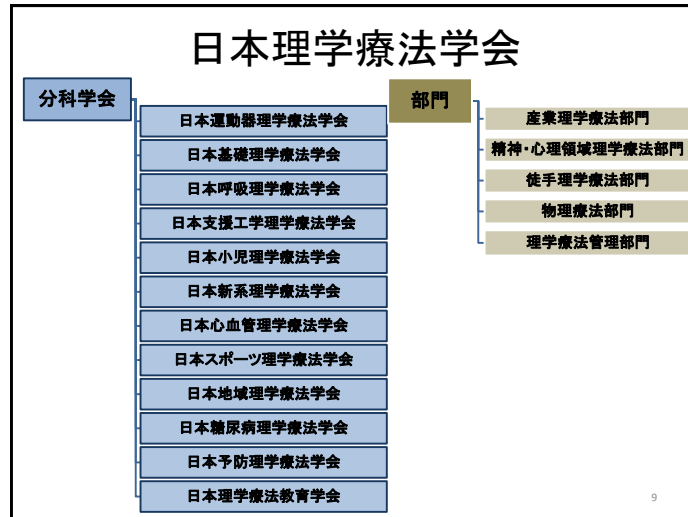 日本理学療法学会
分科学会
日本運動器理学療法学会
日本基礎理学療法学会
日本呼吸理学療法学会
日本支援工学理学療法学会
日本小児理学療法学会
日本新系理学療法学会
日本心血管理学療法学会
日本スポーツ理学療法学会
日本地域理学療法学会
日本糖尿病理学療法学会
日本予防理学療法学会
日本理学療法教育学会
部門
産業理学療法部門
精神・心理領域理学療法部門
徒手理学療法部門
物理療法部門
理学療法管理部門
9